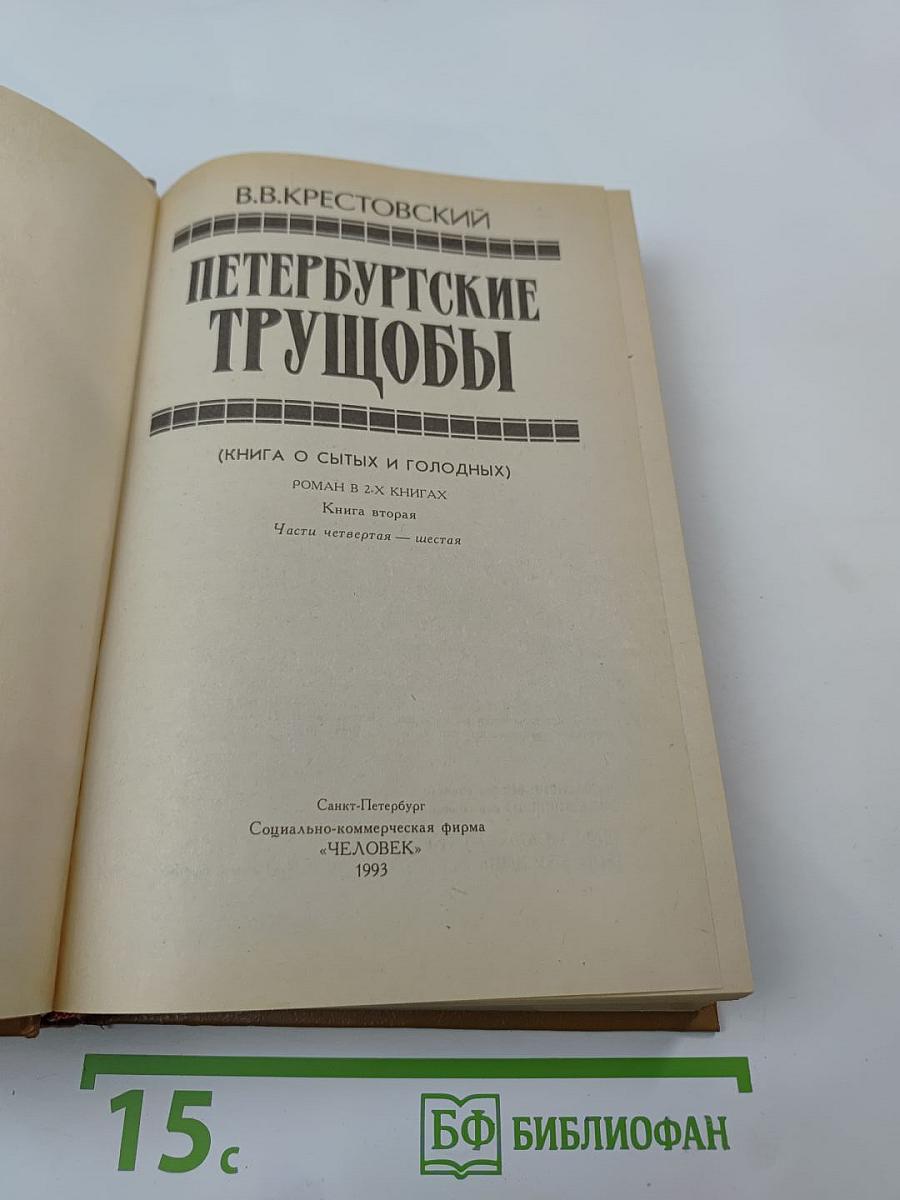 В.В.КРЕСТОВСКИЙ
ПЕТЕРБУРГСКИЕ
ТРУЩОБЫ
(КНИГА О СЫТЫХ И ГОЛОДНЫХ)
РОМАН В 2-Х КНИГАХ
Книга вторая
Части четвертая — шестая
Санкт-Петербург
Социально-коммерческая фирма
«ЧЕЛОВЕК»
1993
15 с
БФ БИБЛИОФАН